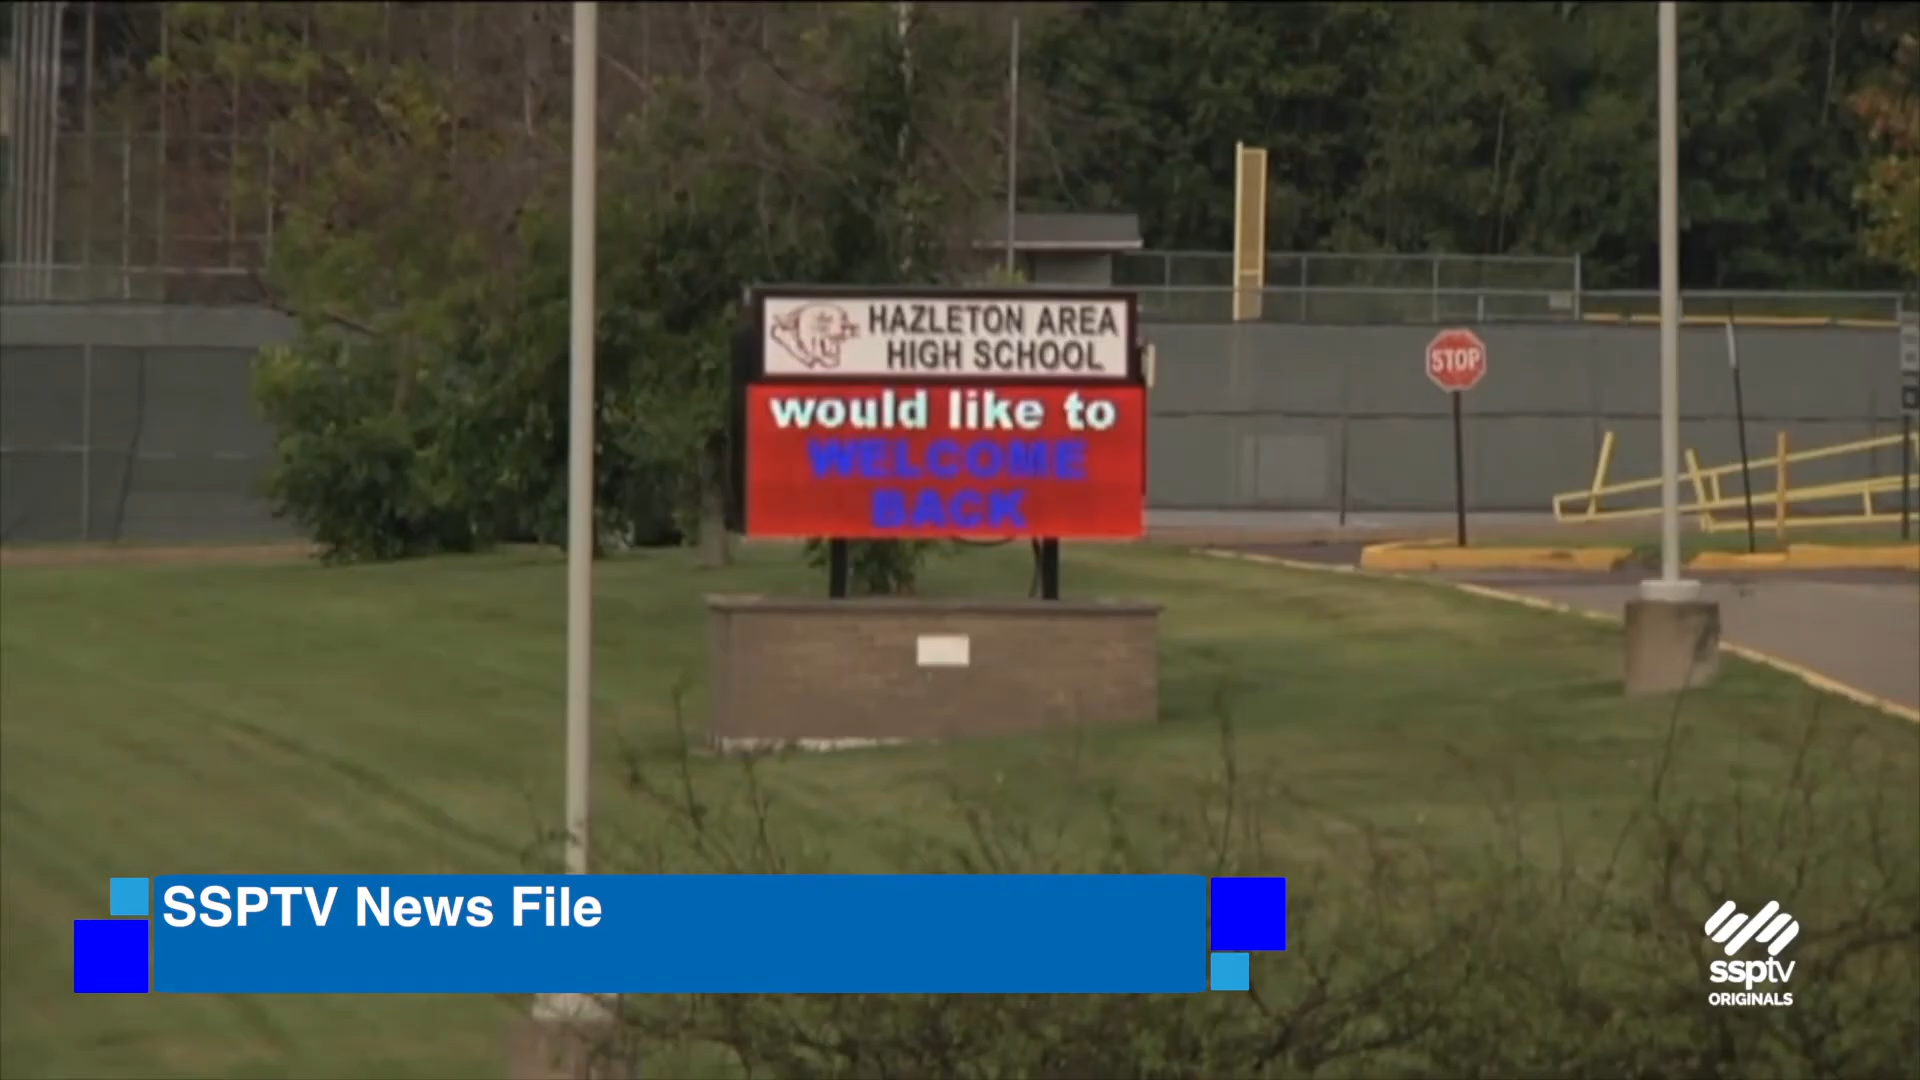 HAZLETON AREA
HIGH SCHOOL
would like to
WELCOME
BACK
STOP
SSPTV News File
ssptv
ORIGINALS